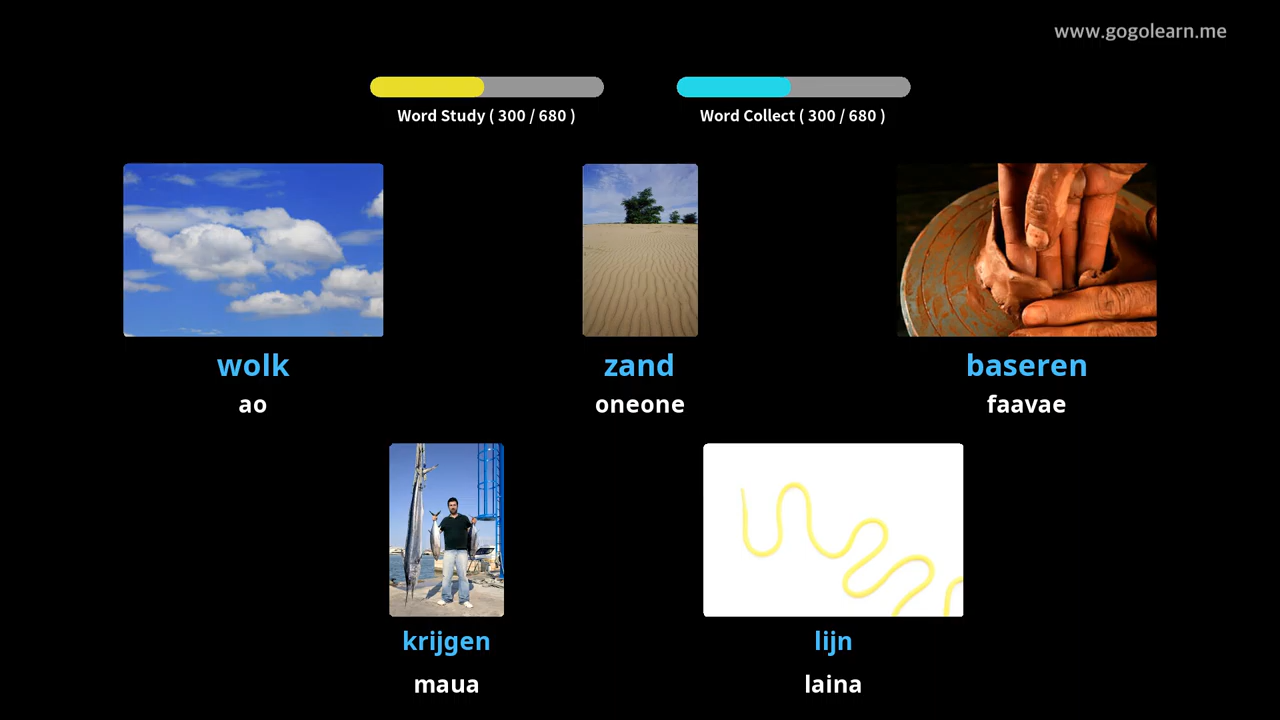 www.gogolearn.me
Word Study ( 300 / 680 )
Word Collect ( 300 / 680 )
wolk
ao
zand
oneone
baseren
faavae
krijgen
maua
lijn
laina